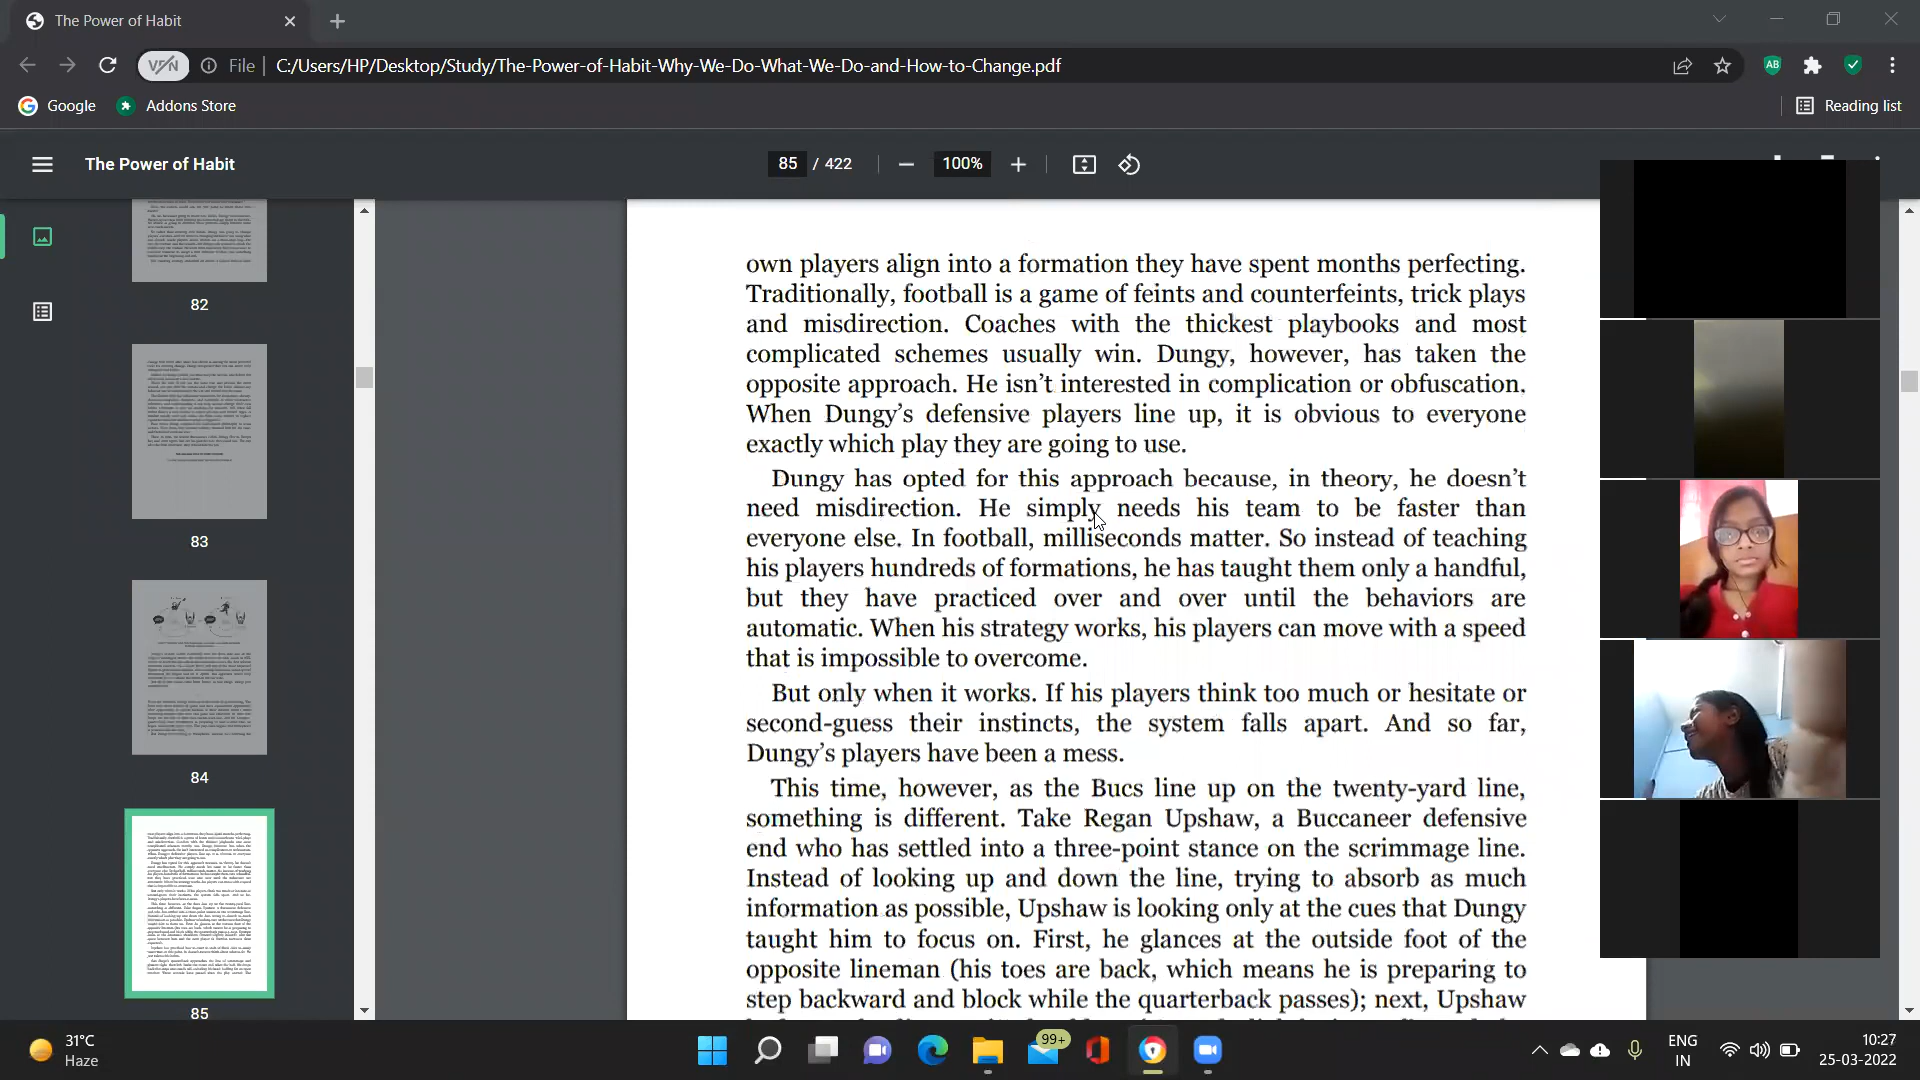 The Power of Habit
VPN
File
C:/Users/HP/Desktop/Study/The-Power-of-Habit-Why-We-Do-What-We-Do-and-How-to-Change.pdf
AB
Google
Addons Store
Reading list
The Power of Habit
85 / 422
100%
82
83
84
85
own players align into a formation they have spent months perfecting.
Traditionally, football is a game of feints and counterfeints, trick plays
and misdirection. Coaches with the thickest playbooks and most
complicated schemes usually win. Dungy, however, has taken the
opposite approach. He isn’t interested in complication or obfuscation.
When Dungy’s defensive players line up, it is obvious to everyone
exactly which play they are going to use.
Dungy has opted for this approach because, in theory, he doesn’t
need misdirection. He simply needs his team to be faster than
everyone else. In football, milliseconds matter. So instead of teaching
his players hundreds of formations, he has taught them only a handful,
but they have practiced over and over until the behaviors are
automatic. When his strategy works, his players can move with a speed
that is impossible to overcome.
But only when it works. If his players think too much or hesitate or
second-guess their instincts, the system falls apart. And so far,
Dungy’s players have been a mess.
This time, however, as the Bucs line up on the twenty-yard line,
something is different. Take Regan Upshaw, a Buccaneer defensive
end who has settled into a three-point stance on the scrimmage line.
Instead of looking up and down the line, trying to absorb as much
information as possible, Upshaw is looking only at the cues that Dungy
taught him to focus on. First, he glances at the outside foot of the
opposite lineman (his toes are back, which means he is preparing to
step backward and block while the quarterback passes); next, Upshaw
31°C
Haze
99+
ENG
IN
10:27
25-03-2022